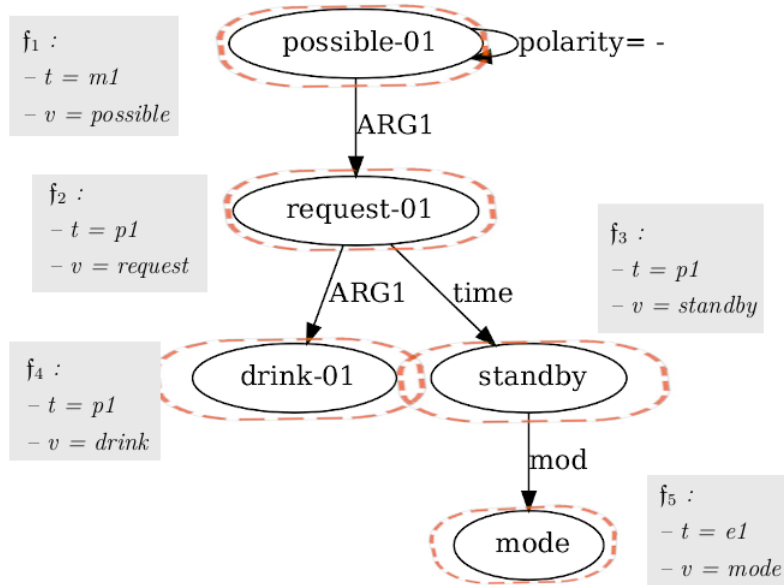 𝔣₁ :
– t = m1
– v = possible
possible-01
polarity= -
ARG1
𝔣₂ :
– t = p1
– v = request
request-01
𝔣₃ :
– t = p1
– v = standby
ARG1
time
𝔣₄ :
– t = p1
– v = drink
drink-01
standby
mod
𝔣₅ :
– t = e1
– v = mode
mode